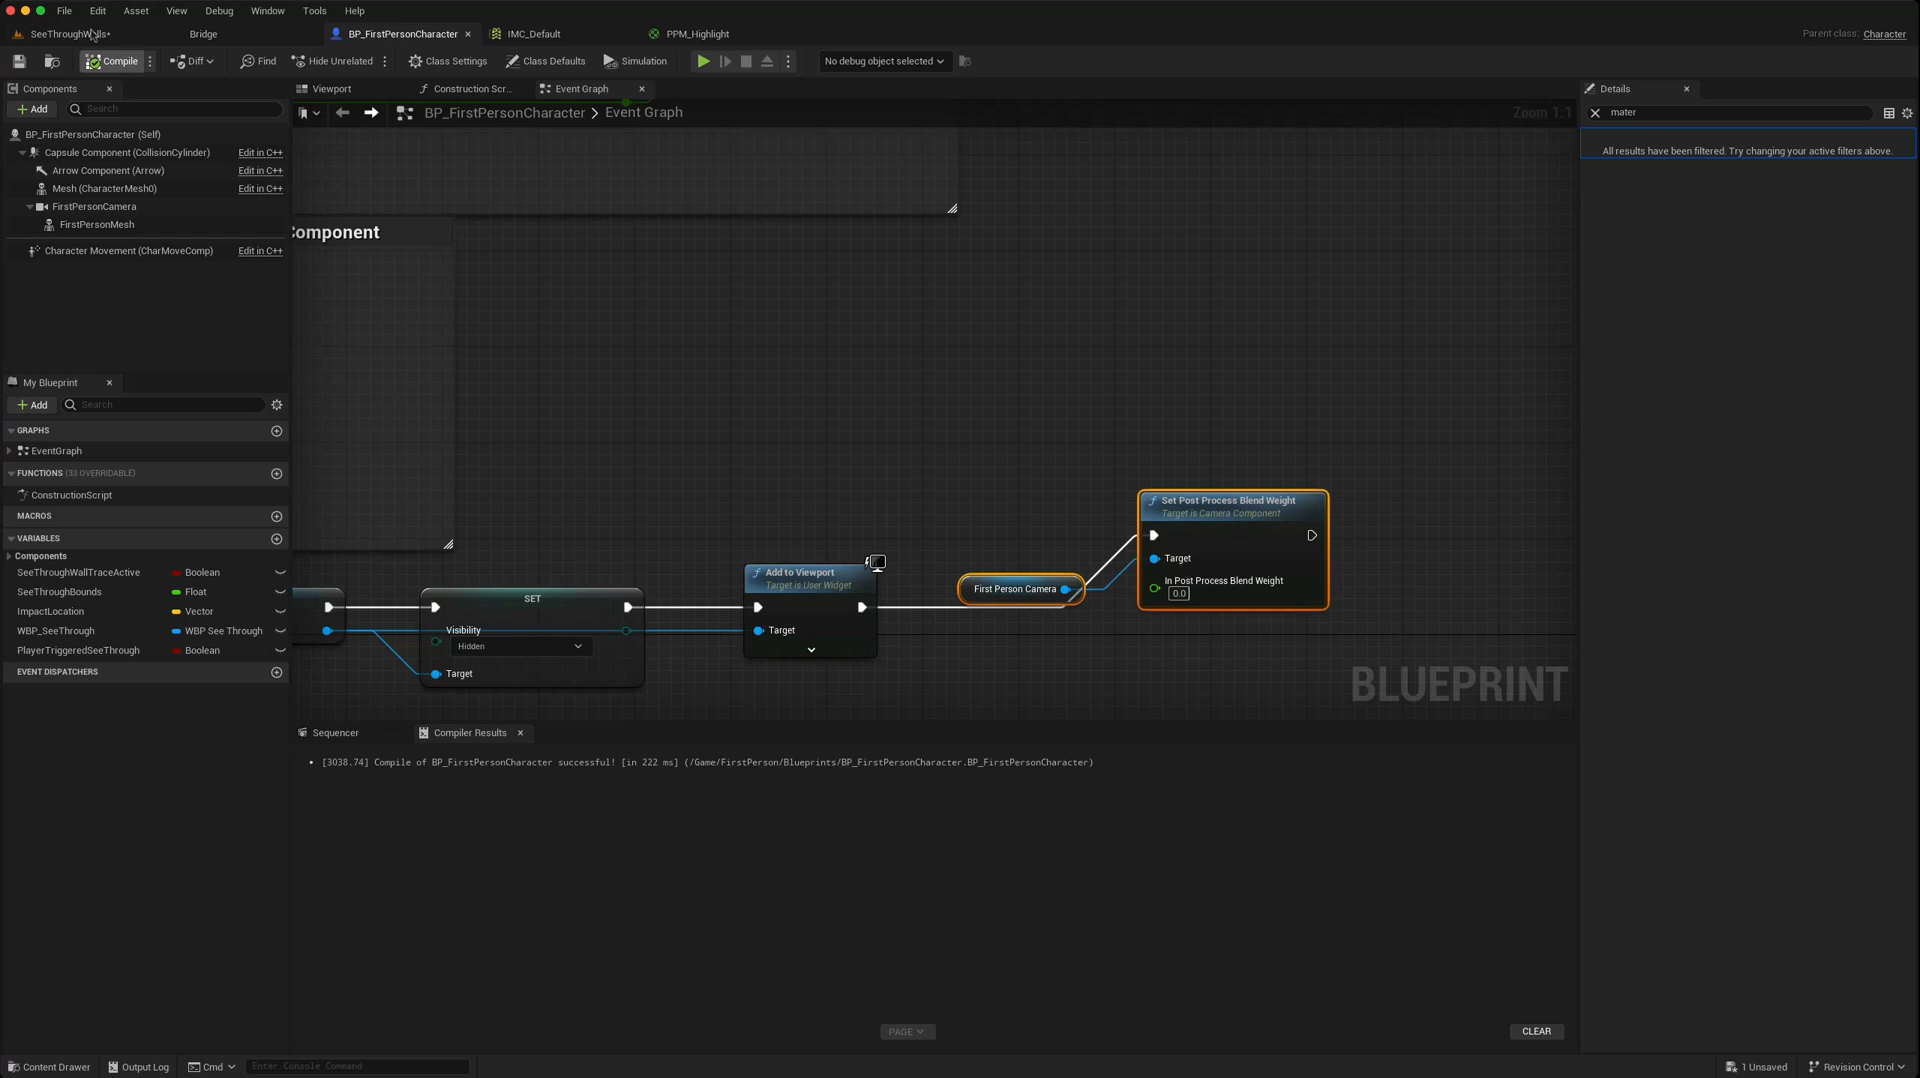 File Edit Asset View Debug Window Tools Help
SeeThroughWalls* Bridge BP_FirstPersonCharacter IMC_Default PPM_Highlight Parent class: Character
Compile Diff Find Hide Unrelated Class Settings Class Defaults Simulation No debug object selected
Components
Add Search
BP_FirstPersonCharacter (Self)
Capsule Component (CollisionCylinder) Edit in C++
Arrow Component (Arrow) Edit in C++
Mesh (CharacterMesh0) Edit in C++
FirstPersonCamera
FirstPersonMesh
Character Movement (CharMoveComp) Edit in C++
My Blueprint
Add Search
GRAPHS
EventGraph
FUNCTIONS (33 OVERRIDABLE)
ConstructionScript
MACROS
VARIABLES
Components
SeeThroughWallTraceActive Boolean
SeeThroughBounds Float
ImpactLocation Vector
WBP_SeeThrough WBP See Through
PlayerTriggeredSeeThrough Boolean
EVENT DISPATCHERS
Viewport Construction Scr... Event Graph
BP_FirstPersonCharacter > Event Graph Zoom 1:1
Component
SET
Visibility
Hidden
Target
Add to Viewport
Target is User Widget
Target
First Person Camera
Set Post Process Blend Weight
Target is Camera Component
Target
In Post Process Blend Weight
0.0
BLUEPRINT
Sequencer Compiler Results
• [3038.74] Compile of BP_FirstPersonCharacter successful! [in 222 ms] (/Game/FirstPerson/Blueprints/BP_FirstPersonCharacter.BP_FirstPersonCharacter)
PAGE
CLEAR
Details
mater
All results have been filtered. Try changing your active filters above.
Content Drawer Output Log Cmd Enter Console Command 1 Unsaved Revision Control